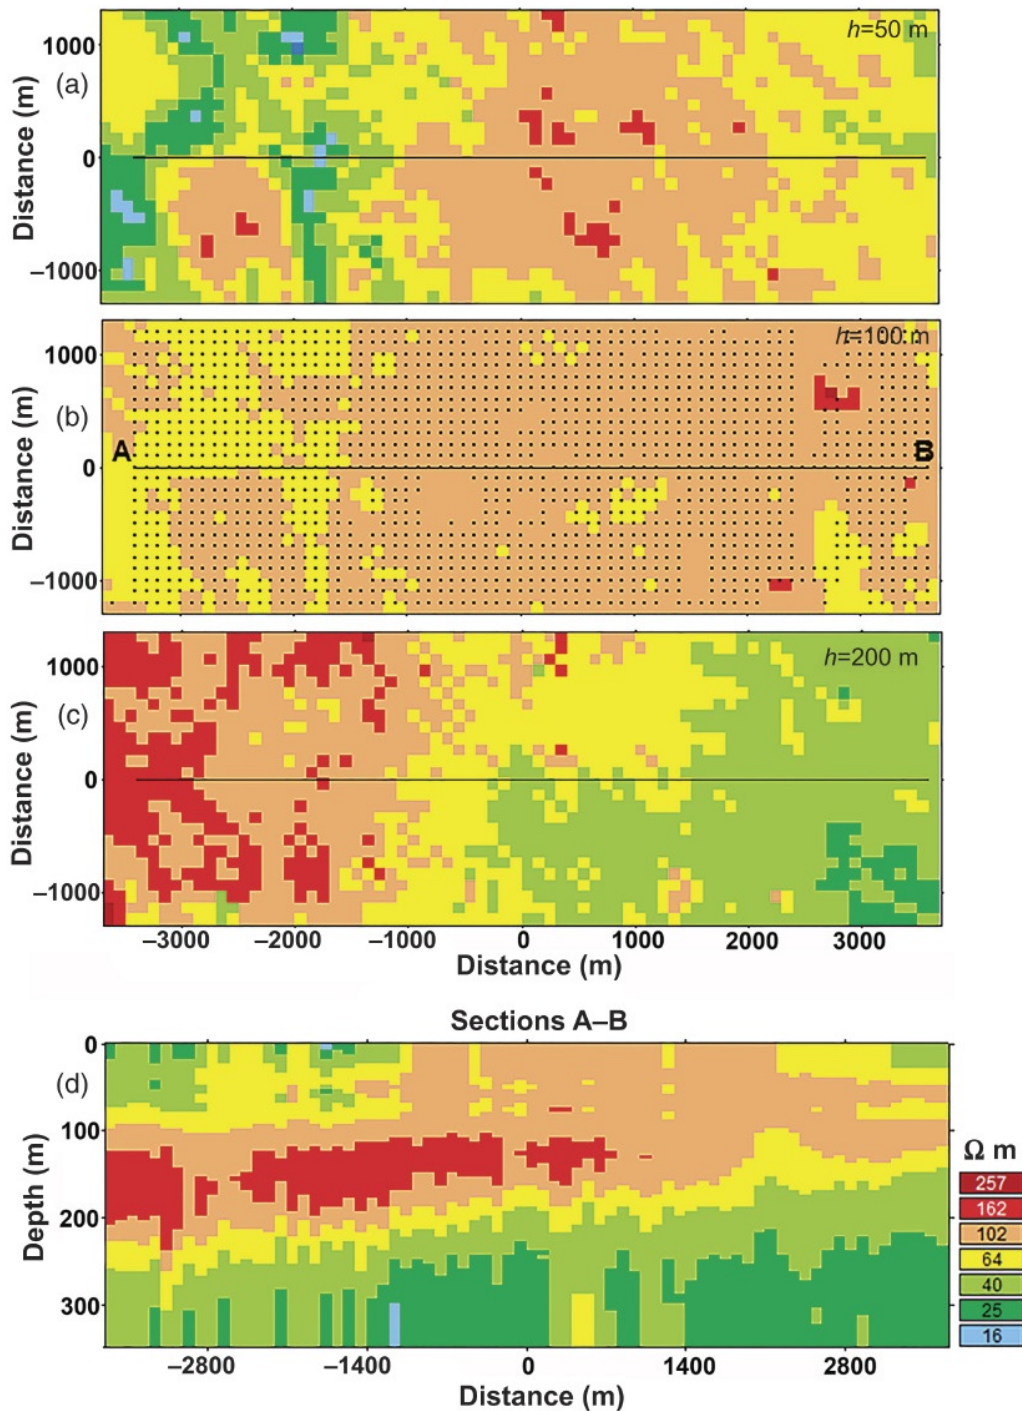 h=50 m
1000
(a)
0
−1000
Distance (m)
h=100 m
1000
(b)
A
B
0
−1000
Distance (m)
h=200 m
1000
(c)
0
−1000
Distance (m)
−3000 −2000 −1000 0 1000 2000 3000
Distance (m)
Sections A–B
0
(d)
100
200
300
Depth (m)
−2800 −1400 0 1400 2800
Distance (m)
Ω m
257
162
102
64
40
25
16